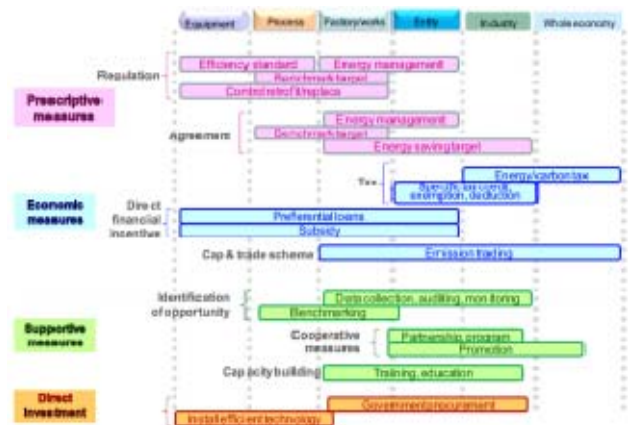 Equipment
Process
Factory/works
Entity
Industry
Whole economy
Regulation
Efficiency standard
Energy management
Benchmark target
Control retrofit/replace
Prescriptive
measures
Agreement
Energy management
Benchmark target
Energy saving target
Tax
Energy/carbon tax
Specific tax credit,
exemption, deduction
Economic
measures
Direct
financial
incentive
Preferential loans
Subsidy
Cap & trade scheme
Emission trading
Identification
of opportunity
Data collection, auditing, monitoring
Benchmarking
Supportive
measures
Cooperative
measures
Partnership, program
Promotion
Capacity building
Training, education
Direct
Investment
Government procurement
Install efficient technology